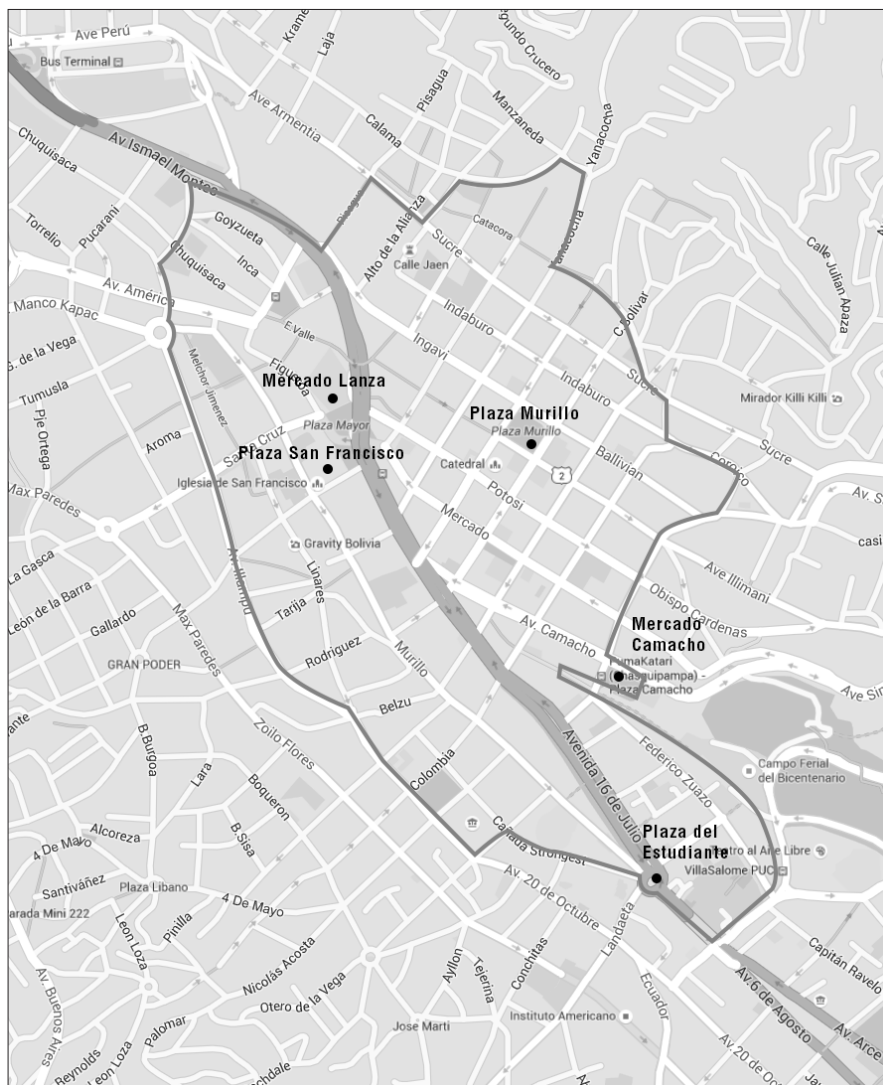 Ave Perú
Bus Terminal
Laja
egundo Crucero
Pisagua
Manzaneda
Yanacocha
Ave Armentia
Calama
Av.Ismael Montes
Chuquisaca
Pisagua
Torrelio
Pucarani
Goyzueta
Alto de la Alianza
Catacora
Yanacocha
Sucre
Calle Julian Apaza
Chuquisaca
Inca
Calle Jaen
Av. América
Manco Kapac
Indaburo
C.Bolivar
E.Valle
Ingavi
G. de la Vega
Figueroa
Melchor Jimenez
Indaburo
Sucre
Tumusla
Mercado Lanza
Mirador Killi Killi
Plaza Mayor
Plaza Murillo
Plaza Murillo
Pje Ortega
Aroma
Plaza San Francisco
Ballivian
Sucre
Catedral
2
Coroico
Iglesia de San Francisco
Potosi
Max Paredes
Mercado
casi
Gravity Bolivia
La Gasca
Av. Illampu
Linares
Ave Illimani
León de la Barra
Tarija
Obispo Cardenas
Gallardo
Max Paredes
Av. Camacho
Mercado
Camacho
Rodriguez
Murillo
GRAN PODER
Plaza Camacho
Belzu
Zoilo Flores
B.Burgoa
Federico Zuazo
Colombia
Avenida 16 de Julio
Campo Ferial
del Bicentenario
Lara
Boqueron
Alcoreza
B.Sisa
Cañada Strongest
Plaza del
Estudiante
4 De Mayo
VillaSalome PUC
Santiváñez
Plaza Libano
Av. 20 de Octubre
4 De Mayo
arada Mini 222
Leon Loza
Pinilla
Landaeta
Capitán Ravelo
Nicolás Acosta
Ayllon
Conchitas
Av. Buenos Aires
Tejerina
Ecuador
Av.6 de Agosto
Otero de la Vega
Palomar
Jose Marti
Instituto Americano
Av. Arce
Reynolds
Leon Loza
Av. 20 de Oct